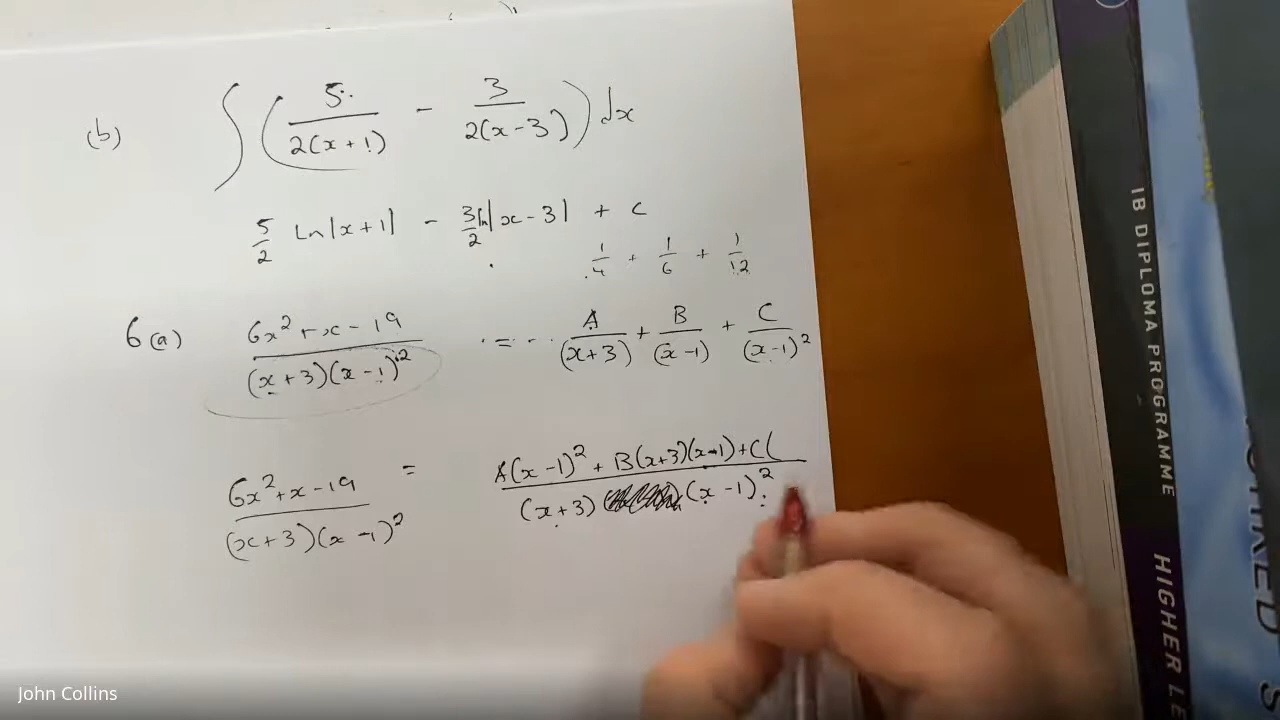 (b) ∫ ( 5/2(x+1) - 3/2(x-3) ) dx
5/2 Ln|x+1| - 3/2 ln|x-3| + c
1/4 + 1/6 + 1/12
6(a) 6x² + x - 19 / (x+3)(x-1)² = A/(x+3) + B/(x-1) + C/(x-1)²
6x² + x - 19 / (x+3)(x-1)² = A(x-1)² + B(x+3)(x-1) + C( / (x+3) (x-1)²
IB DIPLOMA PROGRAMME
HIGHER LE
John Collins